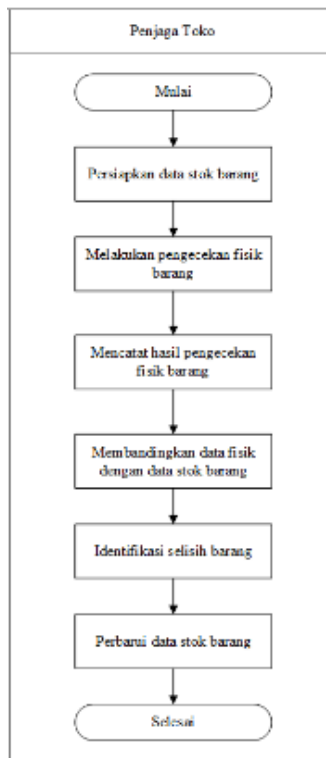 Penjaga Toko
Mulai
Persiapkan data stok barang
Melakukan pengecekan fisik
barang
Mencatat hasil pengecekan
fisik barang
Membandingkan data fisik
dengan data stok barang
Identifikasi selisih barang
Perbarui data stok barang
Selesai